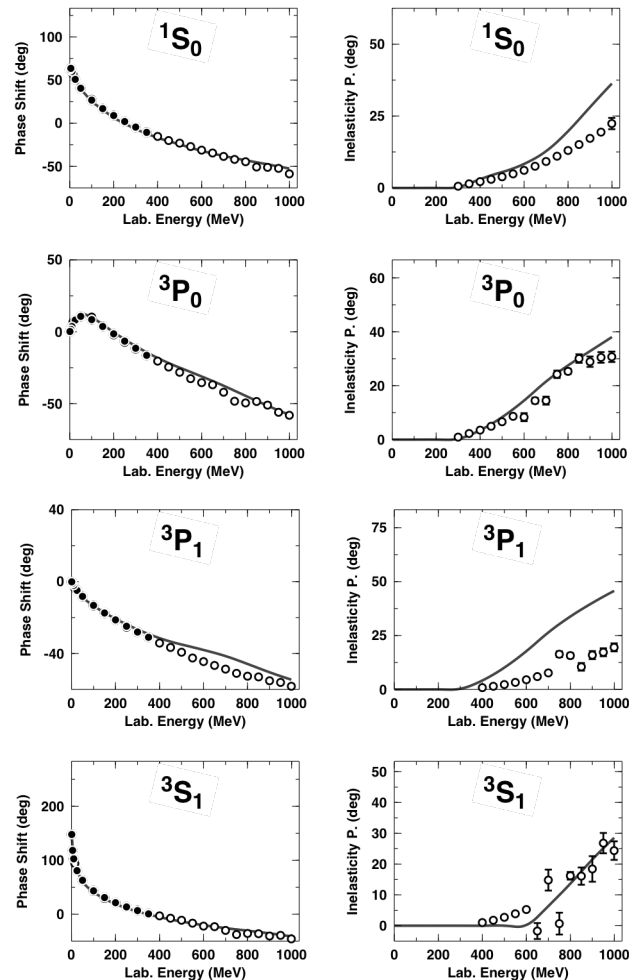 ¹S₀
Phase Shift (deg)
100
50
0
-50
0 200 400 600 800 1000
Lab. Energy (MeV)
¹S₀
Inelasticity P. (deg)
50
25
0
0 200 400 600 800 1000
Lab. Energy (MeV)
³P₀
Phase Shift (deg)
50
0
-50
0 200 400 600 800 1000
Lab. Energy (MeV)
³P₀
Inelasticity P. (deg)
60
40
20
0
0 200 400 600 800 1000
Lab. Energy (MeV)
³P₁
Phase Shift (deg)
40
0
-40
0 200 400 600 800 1000
Lab. Energy (MeV)
³P₁
Inelasticity P. (deg)
75
50
25
0
0 200 400 600 800 1000
Lab. Energy (MeV)
³S₁
Phase Shift (deg)
200
100
0
0 200 400 600 800 1000
Lab. Energy (MeV)
³S₁
Inelasticity P. (deg)
50
40
30
20
10
0
0 200 400 600 800 1000
Lab. Energy (MeV)